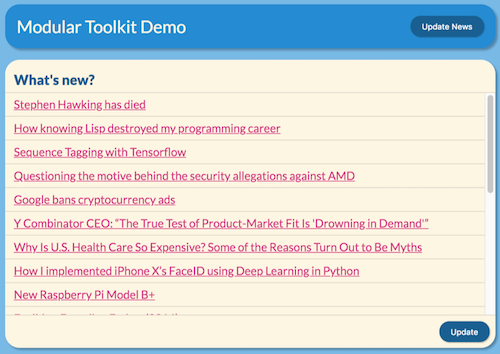 Modular Toolkit Demo
Update News
What's new?
Stephen Hawking has died
How knowing Lisp destroyed my programming career
Sequence Tagging with Tensorflow
Questioning the motive behind the security allegations against AMD
Google bans cryptocurrency ads
Y Combinator CEO: “The True Test of Product-Market Fit Is 'Drowning in Demand'”
Why Is U.S. Health Care So Expensive? Some of the Reasons Turn Out to Be Myths
How I implemented iPhone X’s FaceID using Deep Learning in Python
New Raspberry Pi Model B+
Update